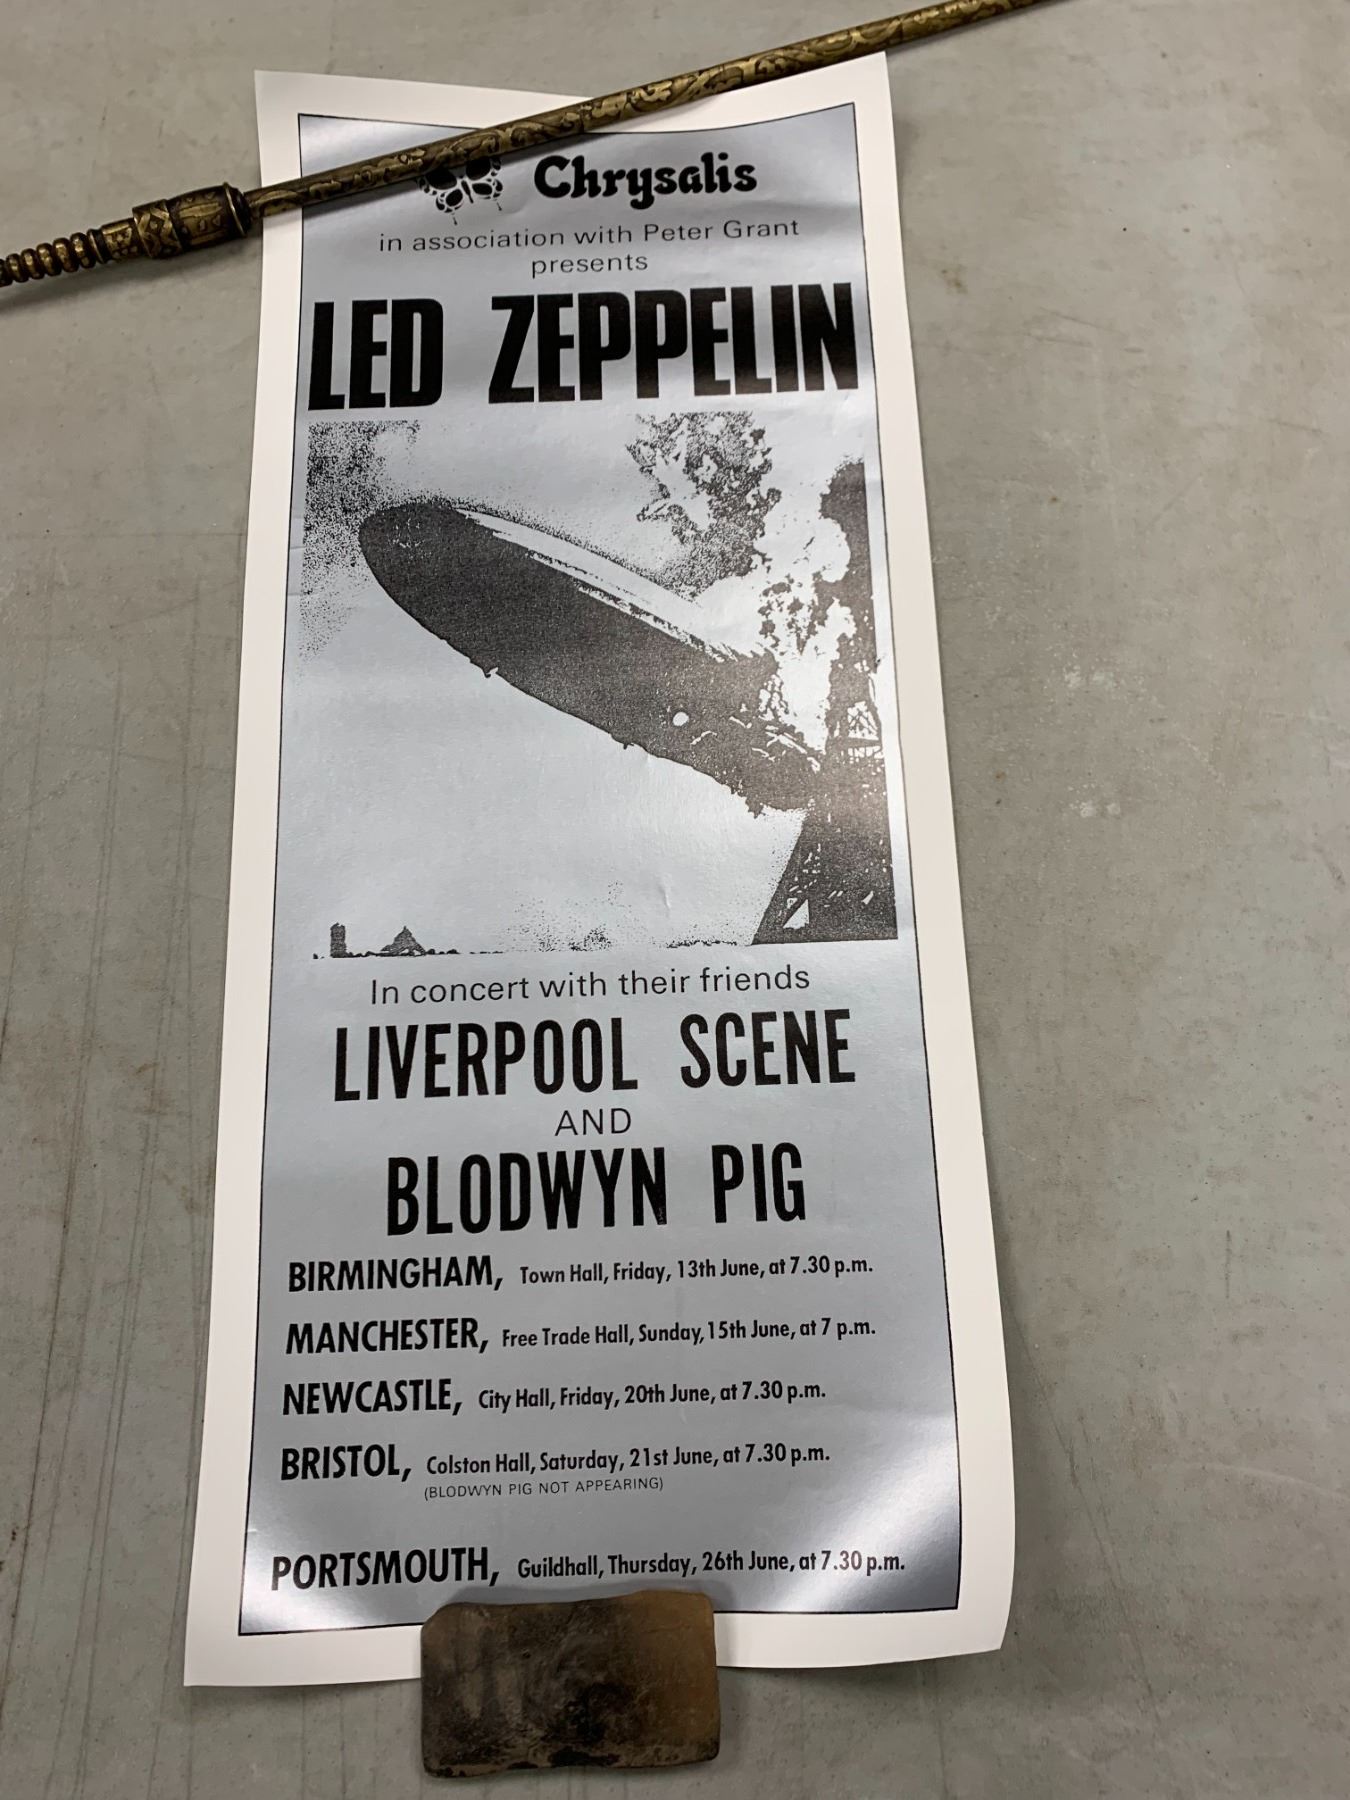 Chrysalis
in association with Peter Grant
presents
LED ZEPPELIN
In concert with their friends
LIVERPOOL SCENE
AND
BLODWYN PIG
BIRMINGHAM, Town Hall, Friday, 13th June, at 7.30 p.m.
MANCHESTER, Free Trade Hall, Sunday, 15th June, at 7 p.m.
NEWCASTLE, City Hall, Friday, 20th June, at 7.30 p.m.
BRISTOL, Colston Hall, Saturday, 21st June, at 7.30 p.m.
(BLODWYN PIG NOT APPEARING)
PORTSMOUTH, Guildhall, Thursday, 26th June, at 7.30 p.m.